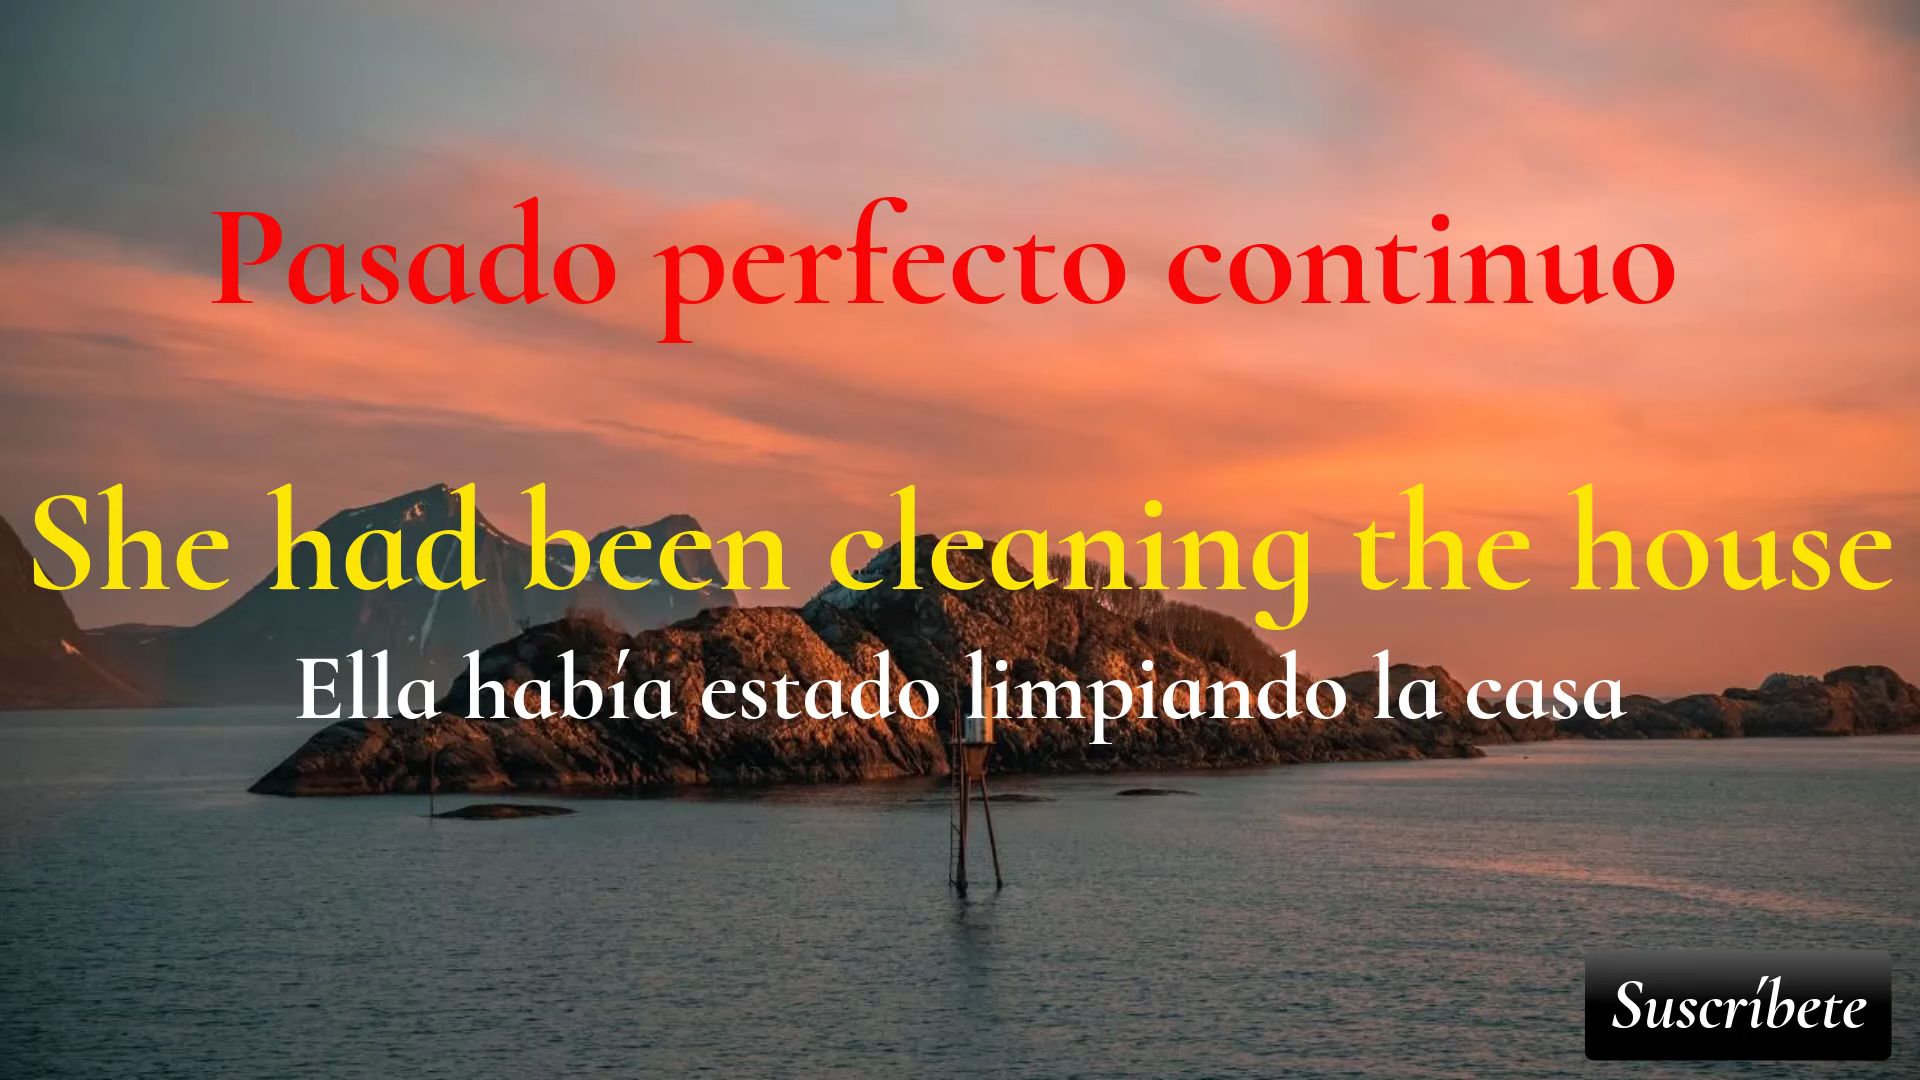 Pasado perfecto continuo
She had been cleaning the house
Ella había estado limpiando la casa
Suscríbete